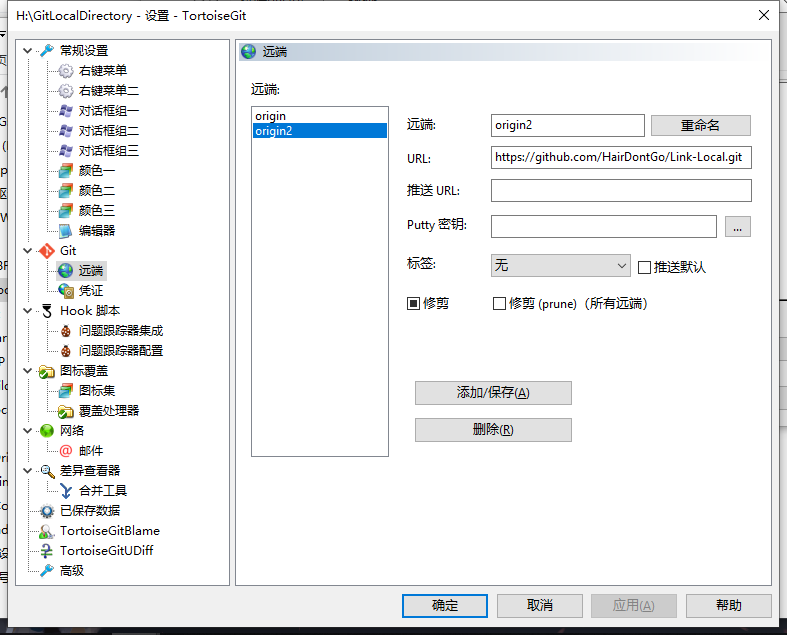 H:\GitLocalDirectory - 设置 - TortoiseGit
常规设置
右键菜单
右键菜单二
对话框组一
对话框组二
对话框组三
颜色一
颜色二
颜色三
编辑器
Git
远端
凭证
Hook 脚本
问题跟踪器集成
问题跟踪器配置
图标覆盖
图标集
覆盖处理器
网络
邮件
差异查看器
合并工具
已保存数据
TortoiseGitBlame
TortoiseGitUDiff
高级
远端
远端:
origin
origin2
远端: origin2 重命名
URL: https://github.com/HairDontGo/Link-Local.git
推送 URL:
Putty 密钥: ...
标签: 无 推送默认
修剪 修剪 (prune)（所有远端）
添加/保存(A)
删除(R)
确定 取消 应用(A) 帮助